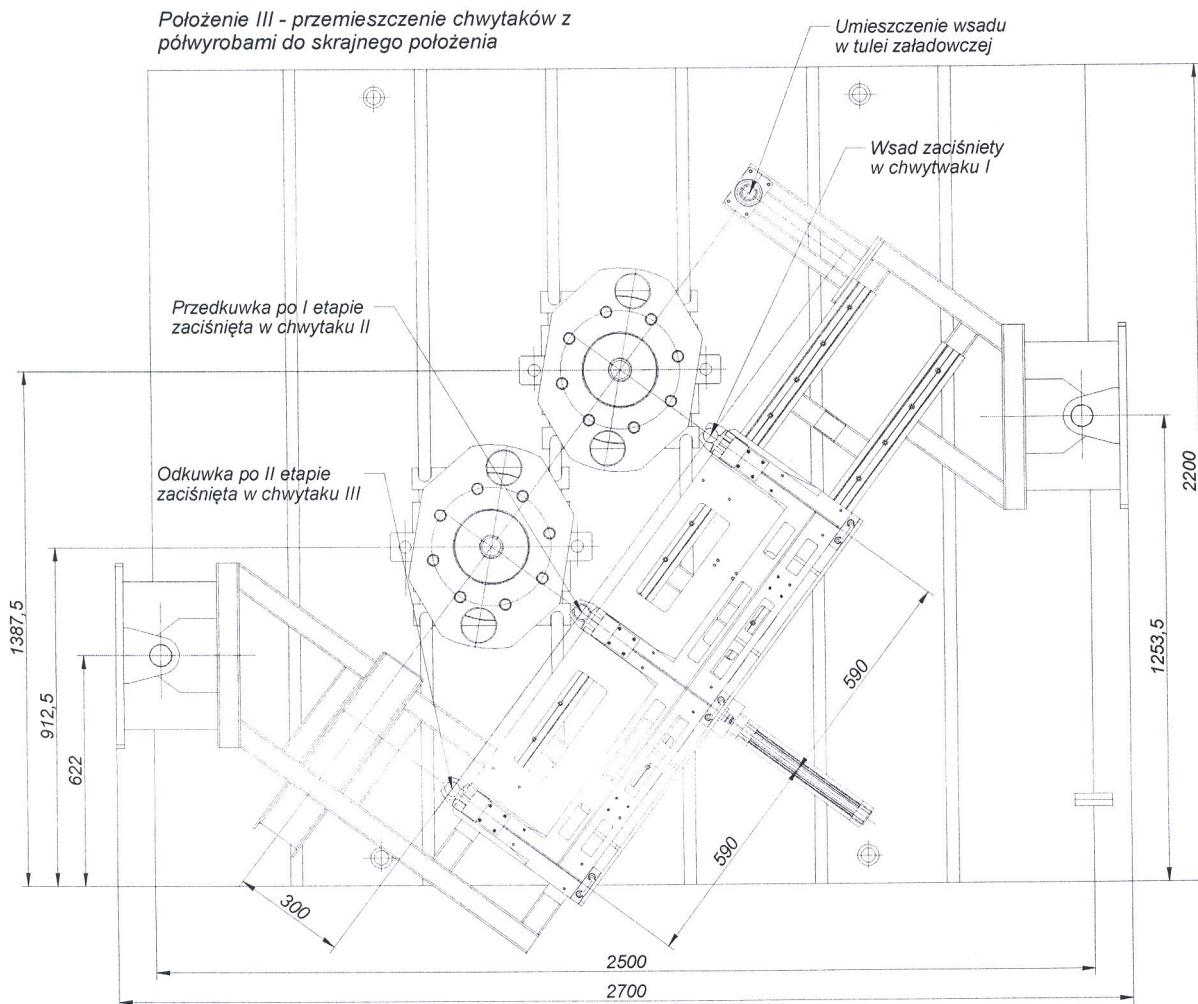 Położenie III - przemieszczenie chwytaków z
półwyrobami do skrajnego położenia
Umieszczenie wsadu
w tulei załadowczej
Wsad zaciśniety
w chwytwaku I
Przedkuwka po I etapie
zaciśnięta w chwytaku II
Odkuwka po II etapie
zaciśnięta w chwytaku III
1387,5
912,5
622
2200
1253,5
590
590
300
2500
2700